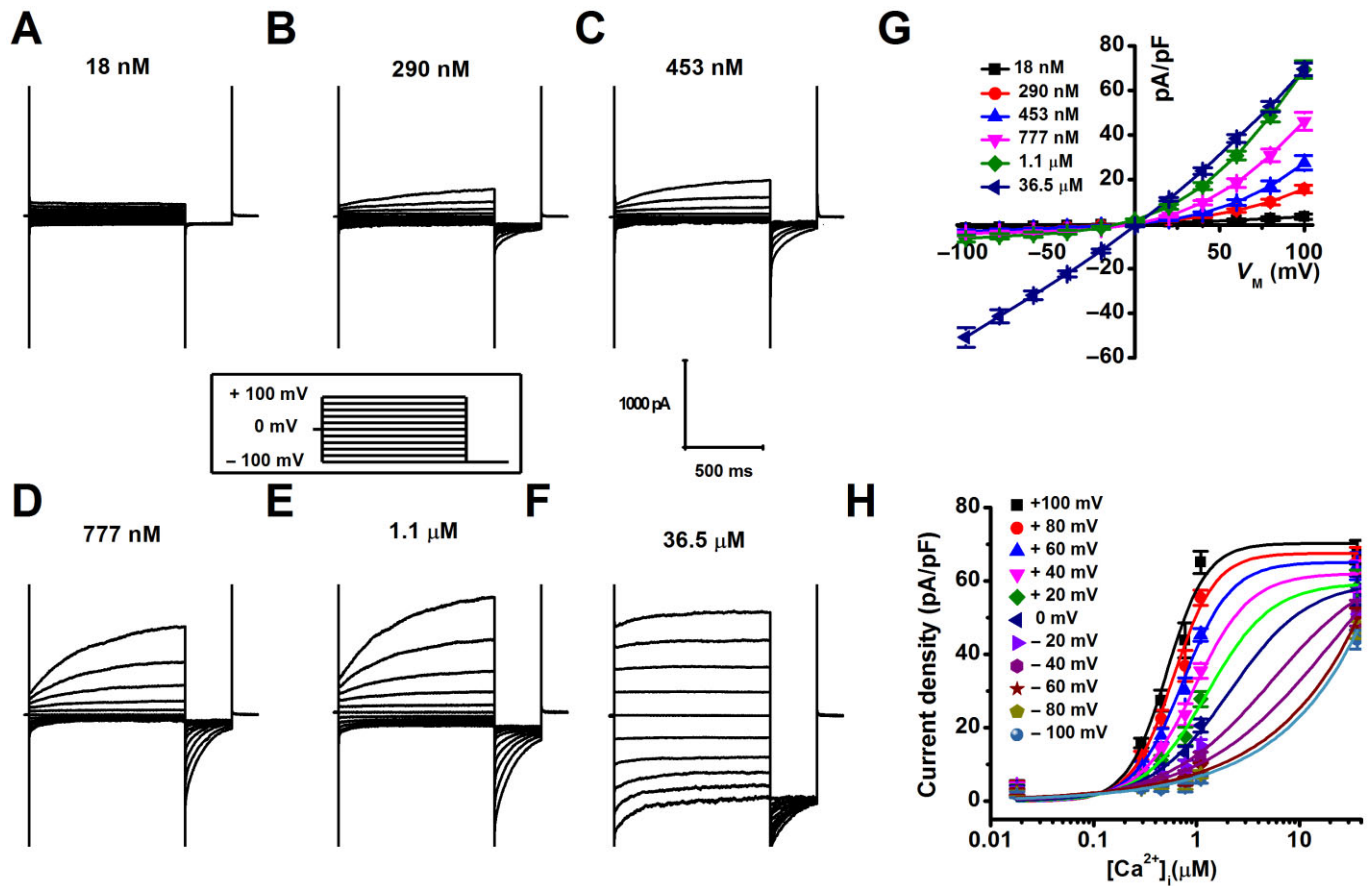 A
18 nM
B
290 nM
C
453 nM
+ 100 mV
0 mV
− 100 mV
1000 pA
500 ms
D
777 nM
E
1.1 μM
F
36.5 μM
G
18 nM
290 nM
453 nM
777 nM
1.1 μM
36.5 μM
pA/pF
80
60
40
20
−20
−40
−60
−100
−50
50
100
V_M (mV)
H
+100 mV
+ 80 mV
+ 60 mV
+ 40 mV
+ 20 mV
0 mV
− 20 mV
− 40 mV
− 60 mV
− 80 mV
− 100 mV
Current density (pA/pF)
80
60
40
20
0
0.01
0.1
1
10
[Ca²⁺]ᵢ(μM)